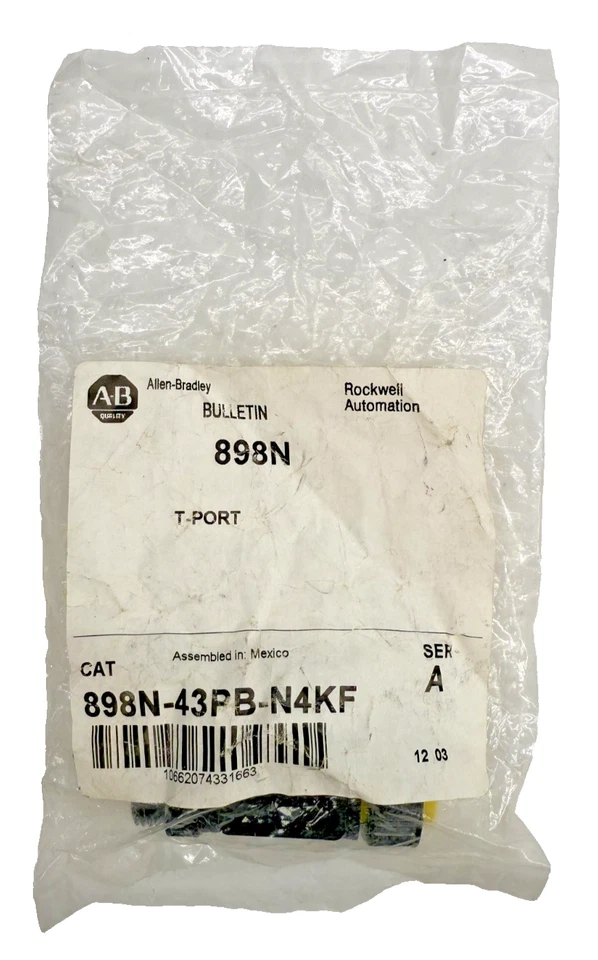 A-B
QUALITY
Allen-Bradley
Rockwell
Automation
BULLETIN
898N
T-PORT
Assembled in: Mexico
CAT
SER
A
898N-43PB-N4KF
12 03
10662074331663